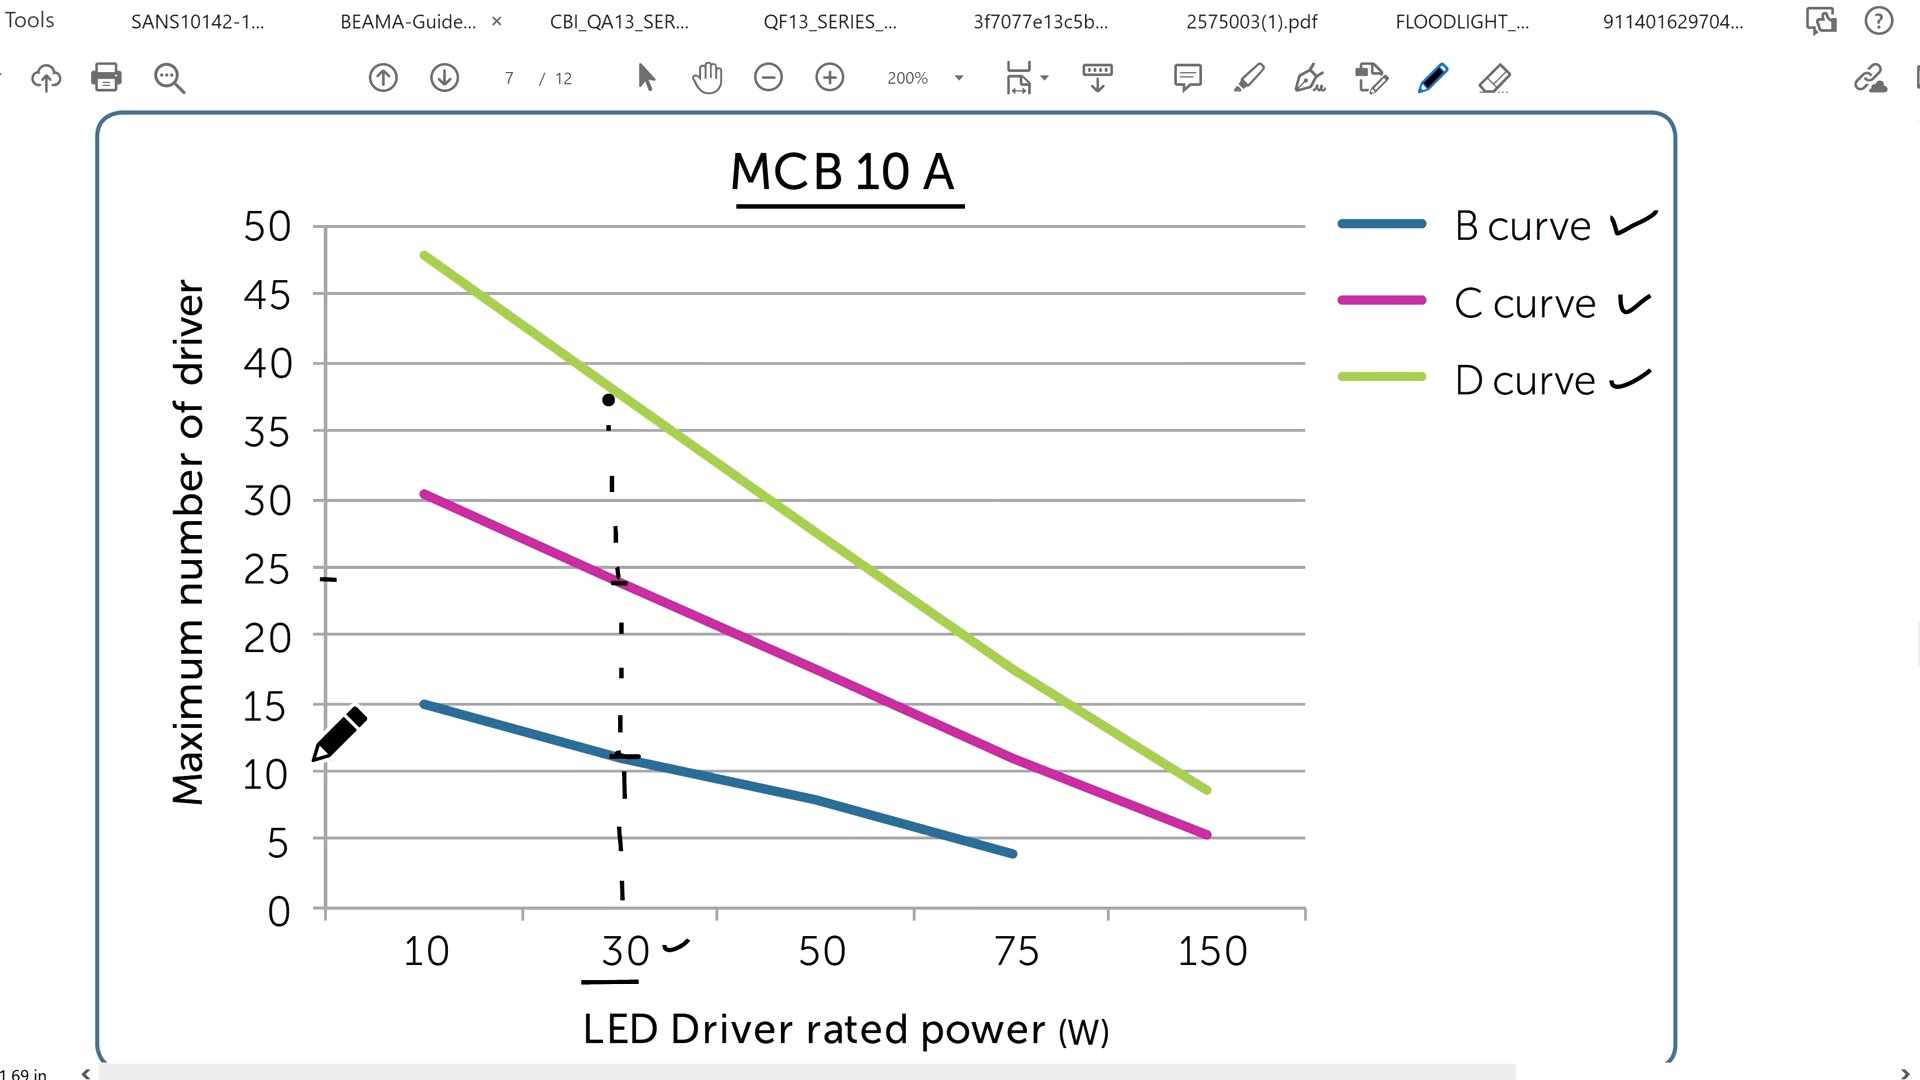 Tools SANS10142-1... BEAMA-Guide... × CBI_QA13_SER... QF13_SERIES_... 3f7077e13c5b... 2575003(1).pdf FLOODLIGHT_... 911401629704...
7 / 12 200%
MCB 10 A
50
45
40
35
30
25
20
15
10
5
0
Maximum number of driver
B curve
C curve
D curve
10 30 50 75 150
LED Driver rated power (W)
1.69 in